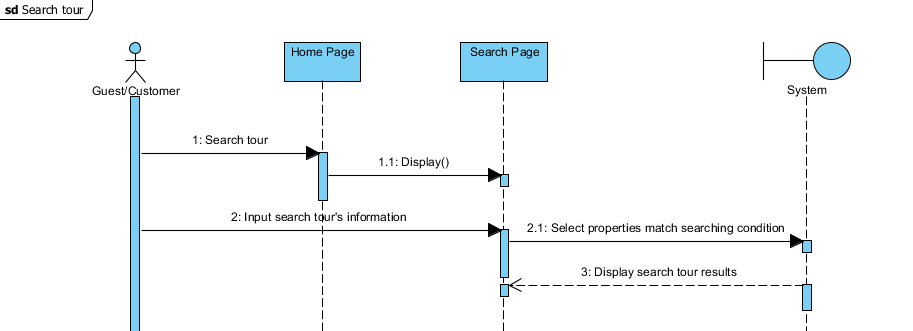 sd Search tour
Guest/Customer
Home Page
Search Page
System
1: Search tour
1.1: Display()
2: Input search tour's information
2.1: Select properties match searching condition
3: Display search tour results